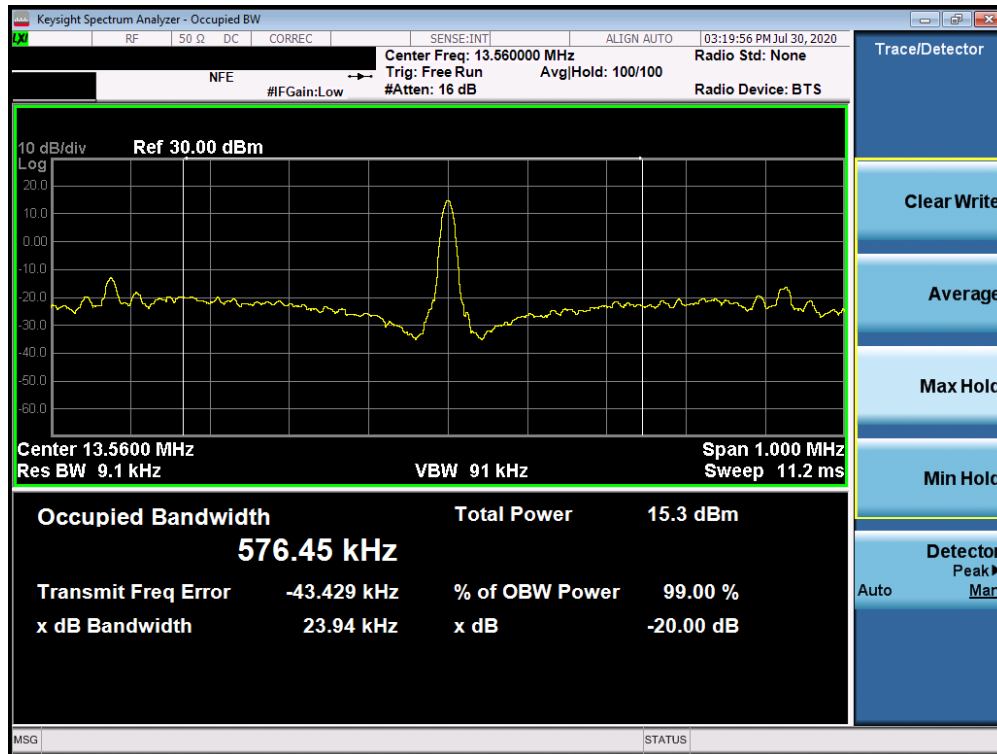 Keysight Spectrum Analyzer - Occupied BW
LXI RF 50 Ω DC CORREC SENSE:INT ALIGN AUTO 03:19:56 PM Jul 30, 2020
Center Freq: 13.560000 MHz Radio Std: None
NFE Trig: Free Run Avg|Hold: 100/100
#IFGain:Low #Atten: 16 dB Radio Device: BTS
10 dB/div Ref 30.00 dBm
Log
20.0
10.0
0.00
-10.0
-20.0
-30.0
-40.0
-50.0
-60.0
Center 13.5600 MHz Span 1.000 MHz
Res BW 9.1 kHz VBW 91 kHz Sweep 11.2 ms
Occupied Bandwidth Total Power 15.3 dBm
576.45 kHz
Transmit Freq Error -43.429 kHz % of OBW Power 99.00 %
x dB Bandwidth 23.94 kHz x dB -20.00 dB
MSG STATUS
Trace/Detector
Clear Write
Average
Max Hold
Min Hold
Detector
Peak
Auto Man